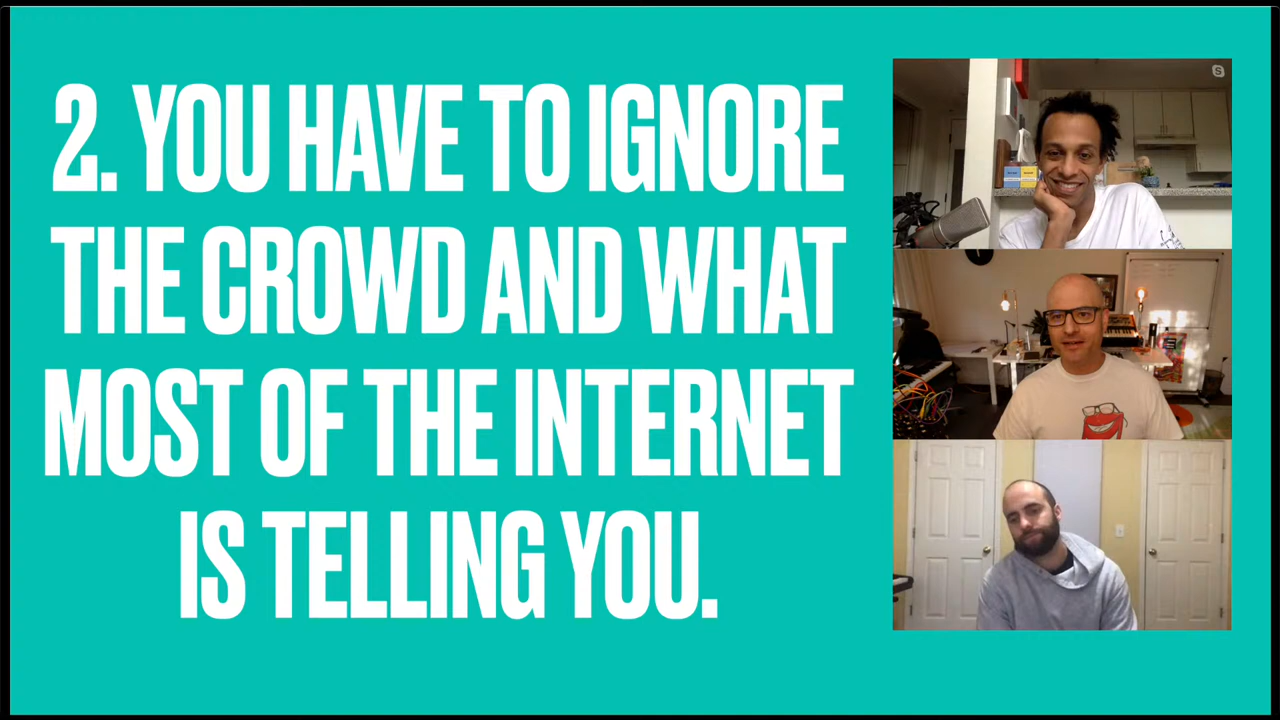 2. YOU HAVE TO IGNORE
THE CROWD AND WHAT
MOST OF THE INTERNET
IS TELLING YOU.